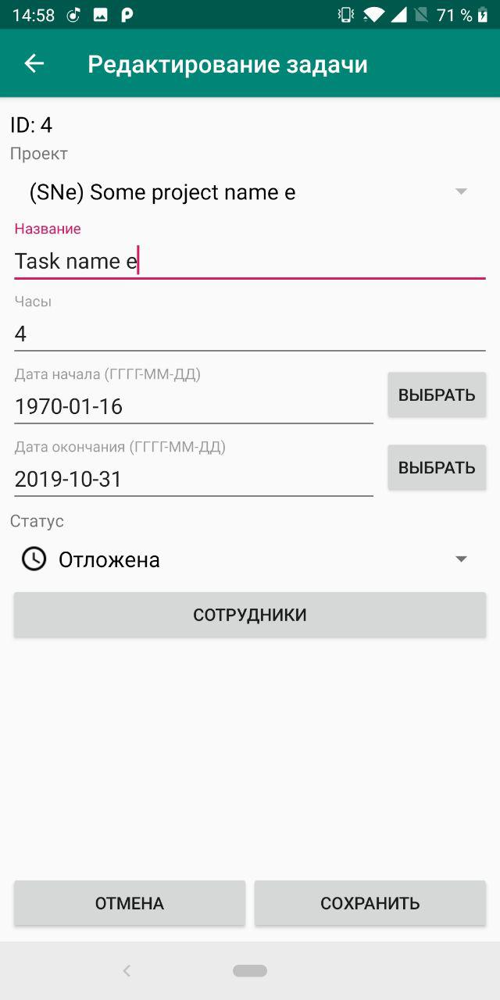 14:58
71 %
Редактирование задачи
ID: 4
Проект
(SNe) Some project name e
Название
Task name e
Часы
4
Дата начала (ГГГГ-ММ-ДД)
1970-01-16
ВЫБРАТЬ
Дата окончания (ГГГГ-ММ-ДД)
2019-10-31
ВЫБРАТЬ
Статус
Отложена
СОТРУДНИКИ
ОТМЕНА
СОХРАНИТЬ